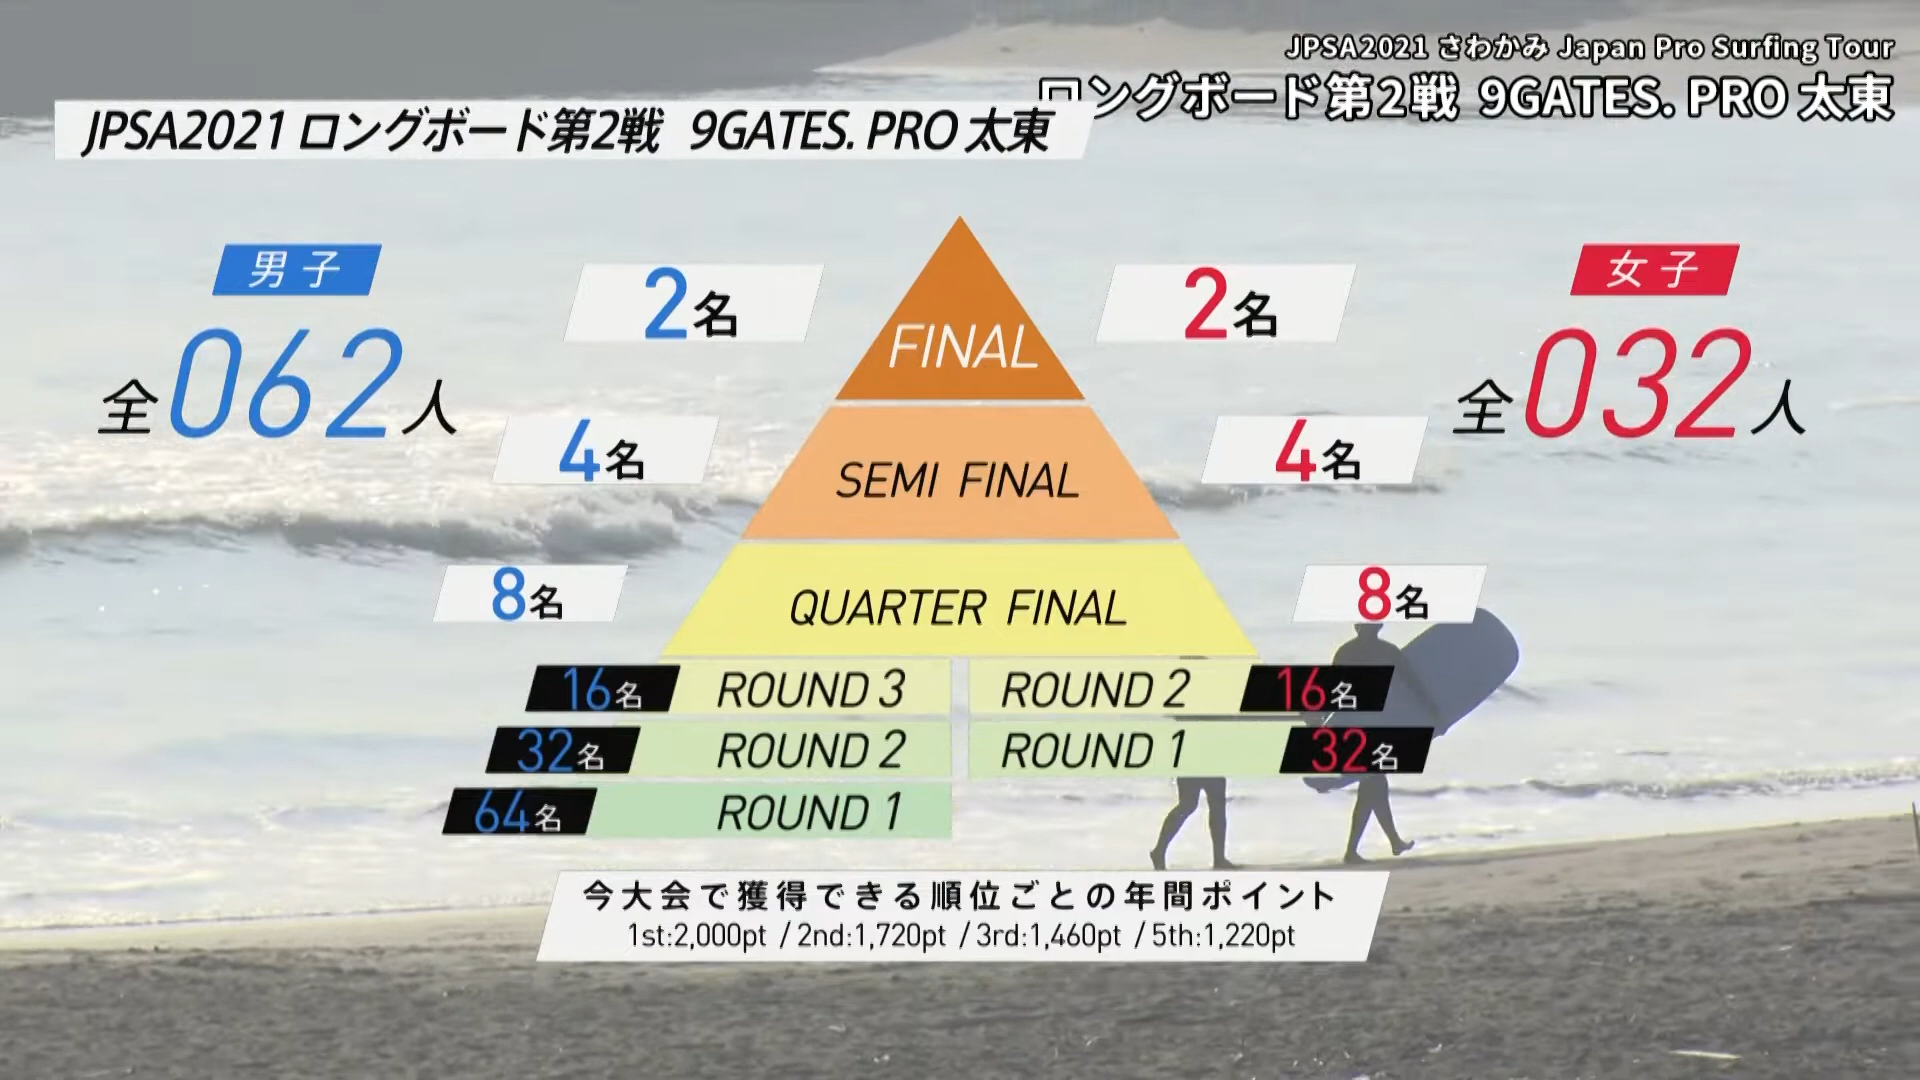 JPSA2021 さわかみ Japan Pro Surfing Tour
ロングボード第2戦 9GATES. PRO 太東
JPSA2021 ロングボード第2戦 9GATES. PRO 太東
男子
全062人
女子
全032人
2名 FINAL 2名
4名 SEMI FINAL 4名
8名 QUARTER FINAL 8名
16名 ROUND 3 ROUND 2 16名
32名 ROUND 2 ROUND 1 32名
64名 ROUND 1
今大会で獲得できる順位ごとの年間ポイント
1st:2,000pt / 2nd:1,720pt / 3rd:1,460pt / 5th:1,220pt